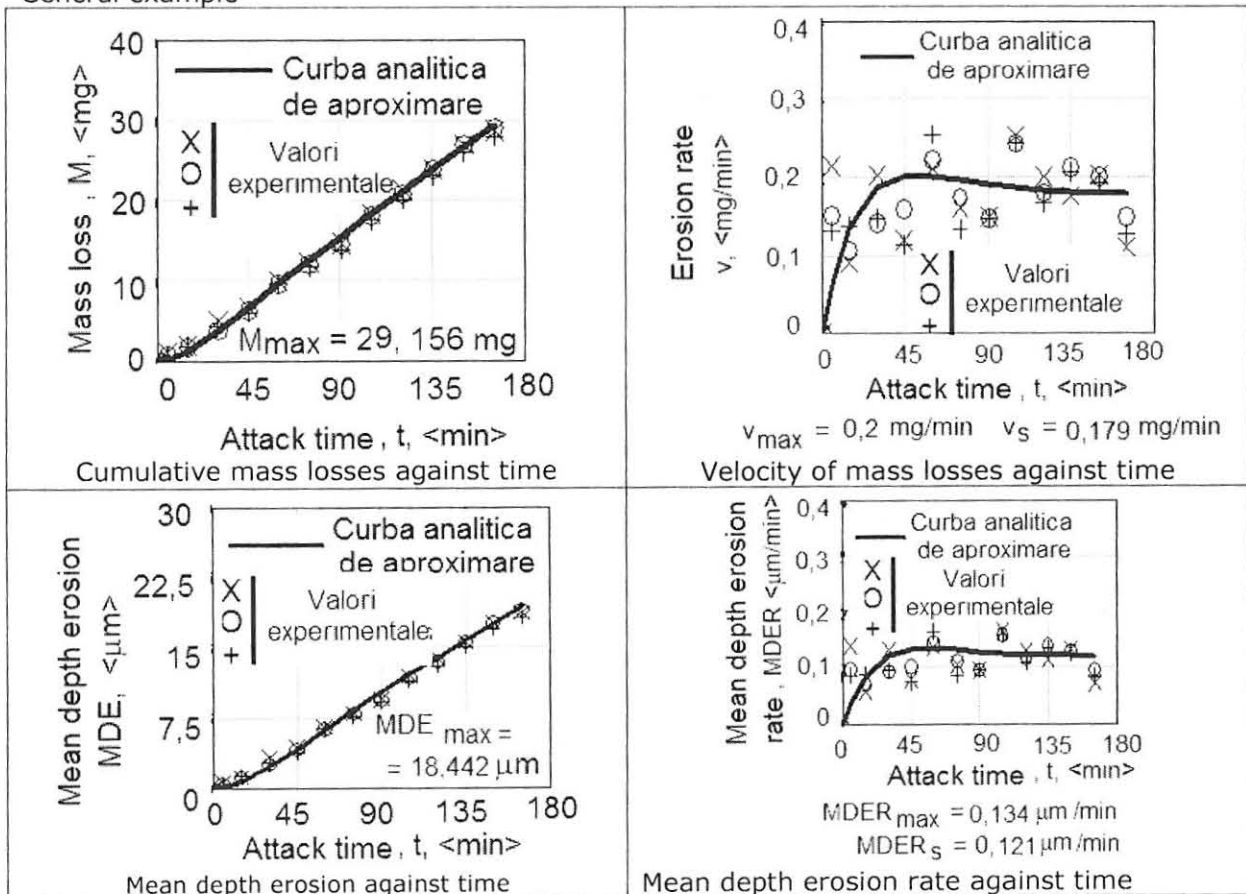 General example
40
30
20
10
0
Mass loss , M, <mg>
Curba analitica
de aproximare
X
O
+
Valori
experimentale
Mmax = 29, 156 mg
0 45 90 135 180
Attack time , t, <min>
Cumulative mass losses against time
0,4
0,3
0,2
0,1
0
Erosion rate
v, <mg/min>
Curba analitica
de aproximare
X
O
+
Valori
experimentale
0 45 90 135 180
Attack time , t, <min>
vmax = 0,2 mg/min vs = 0,179 mg/min
Velocity of mass losses against time
30
22,5
15
7,5
0
Mean depth erosion
MDE, <μm>
Curba analitica
de aproximare
X
O
+
Valori
experimentale
MDE max =
= 18,442 μm
0 45 90 135 180
Attack time , t, <min>
Mean depth erosion against time
0,4
0,3
0,2
0,1
0
Mean depth erosion
rate , MDER <μm/min>
Curba analitica
de aproximare
X
O
+
Valori
experimentale
0 45 90 135 180
Attack time , t, <min>
MDERmax = 0,134 μm /min
MDERs = 0,121 μm/min
Mean depth erosion rate against time